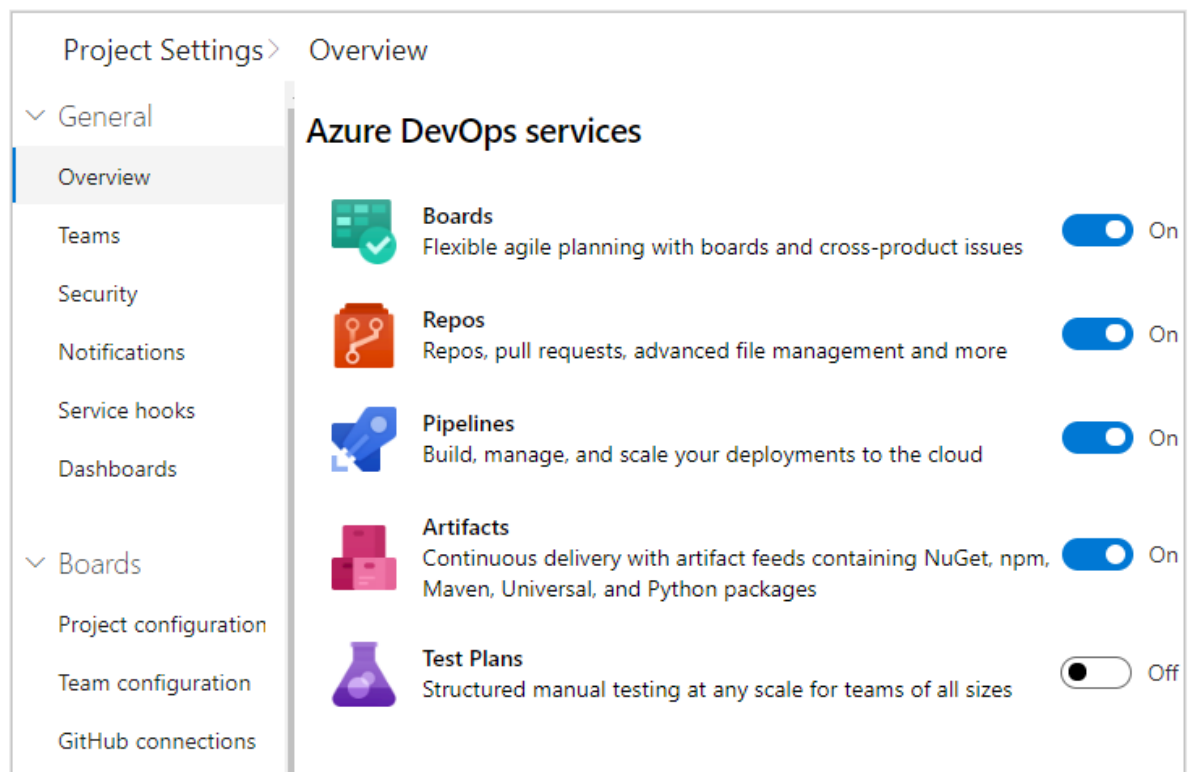 Project Settings
Overview
General
Overview
Teams
Security
Notifications
Service hooks
Dashboards
Boards
Project configuration
Team configuration
GitHub connections
Azure DevOps services
Boards
Flexible agile planning with boards and cross-product issues
On
Repos
Repos, pull requests, advanced file management and more
On
Pipelines
Build, manage, and scale your deployments to the cloud
On
Artifacts
Continuous delivery with artifact feeds containing NuGet, npm,
Maven, Universal, and Python packages
On
Test Plans
Structured manual testing at any scale for teams of all sizes
Off